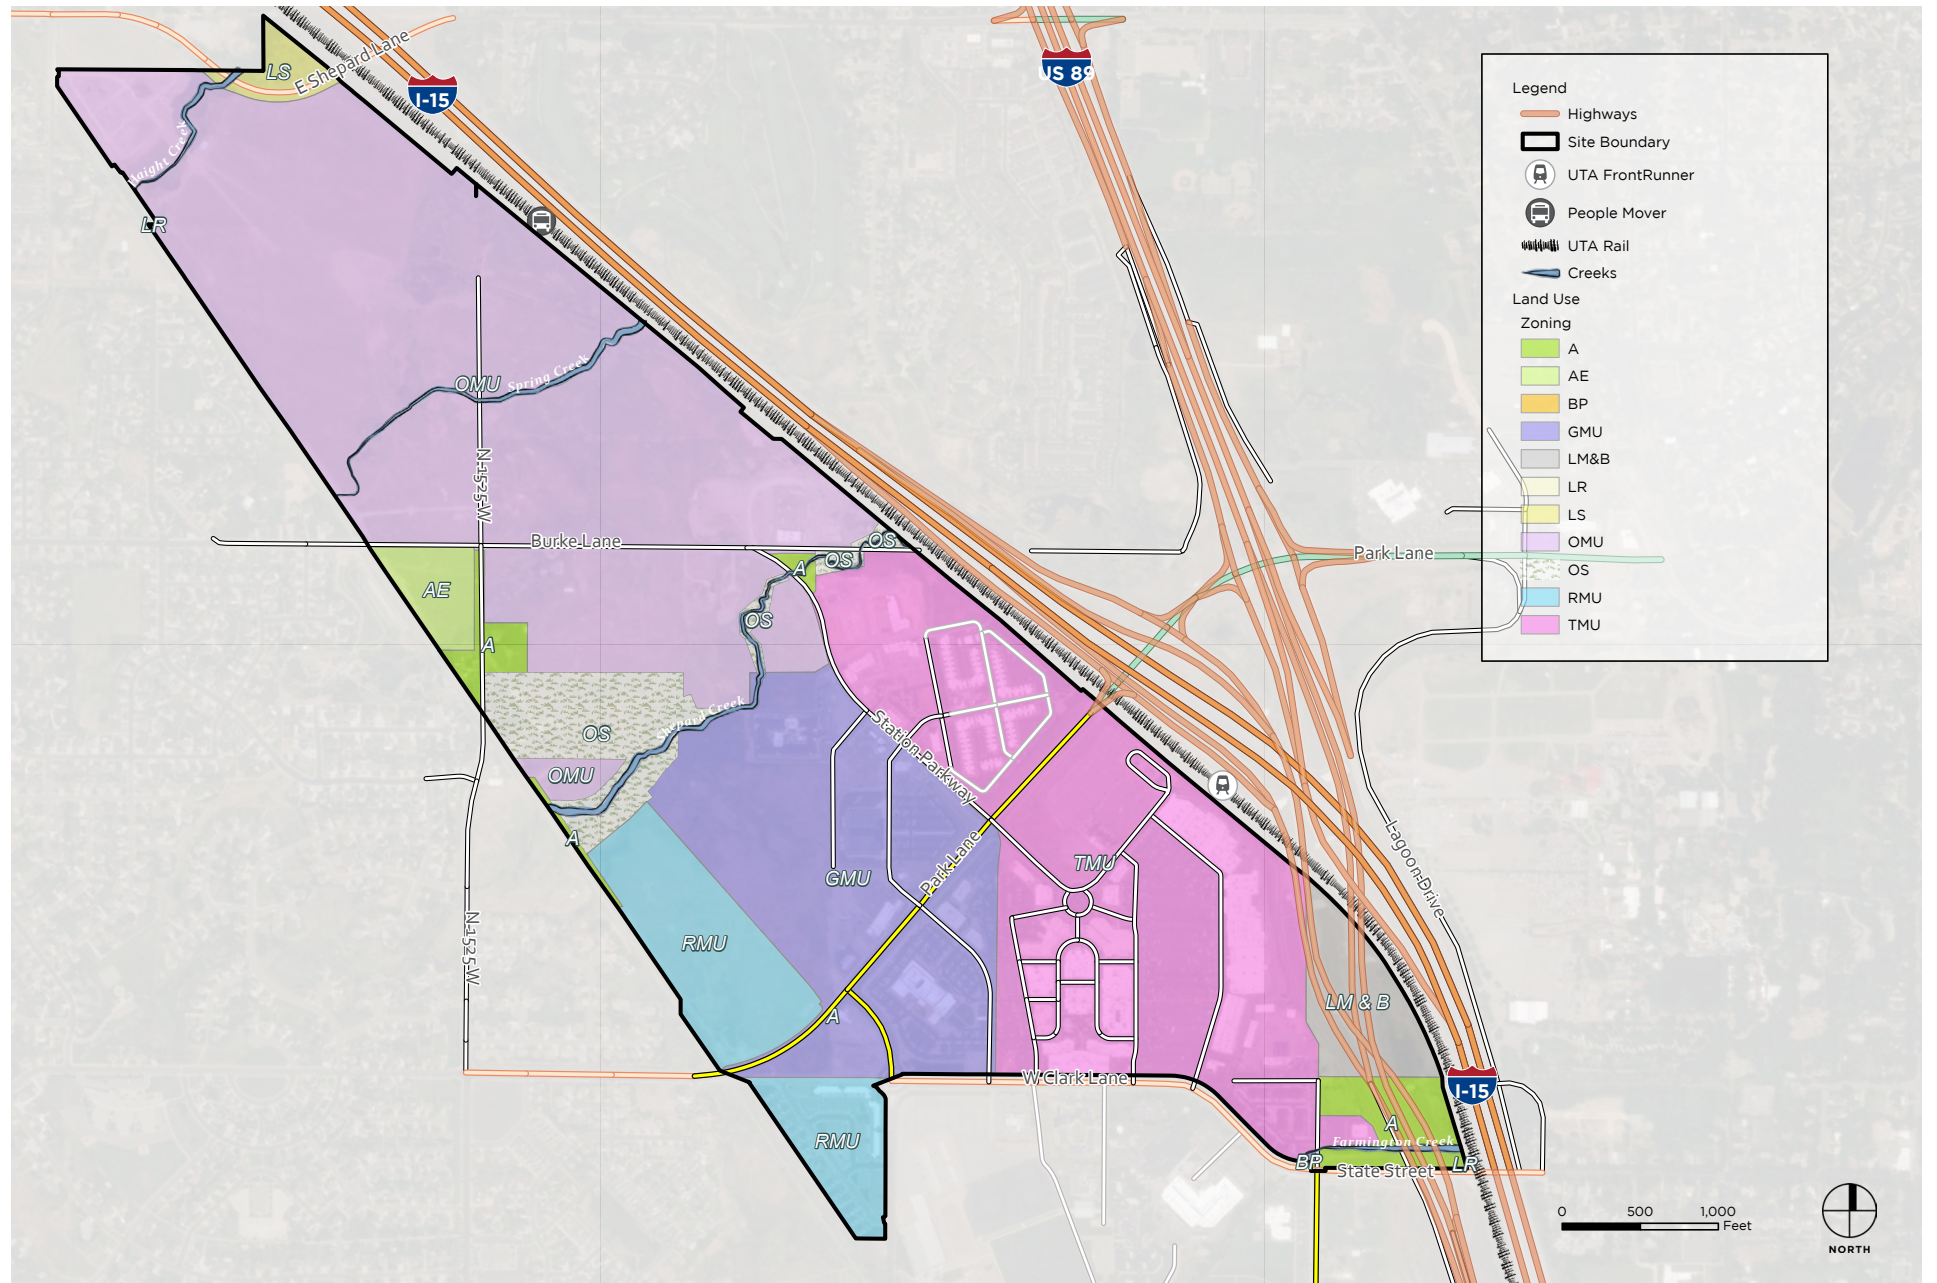 E Shepard Lane
LS
I-15
US 89
Haight Creek
LR
OMU
Spring Creek
N 1525 W
Burke Lane
OS
OS
A
AE
OS
A
Park Lane
OS
Shepard Creek
OMU
A
Station Parkway
GMU
Park Lane
TMU
Lagoon Drive
RMU
N 1525 W
A
LM & B
W Clark Lane
I-15
RMU
A
Farmington Creek
BP
State Street
LR
Legend
Highways
Site Boundary
UTA FrontRunner
People Mover
UTA Rail
Creeks
Land Use
Zoning
A
AE
BP
GMU
LM&B
LR
LS
OMU
OS
RMU
TMU
0 500 1,000
Feet
NORTH